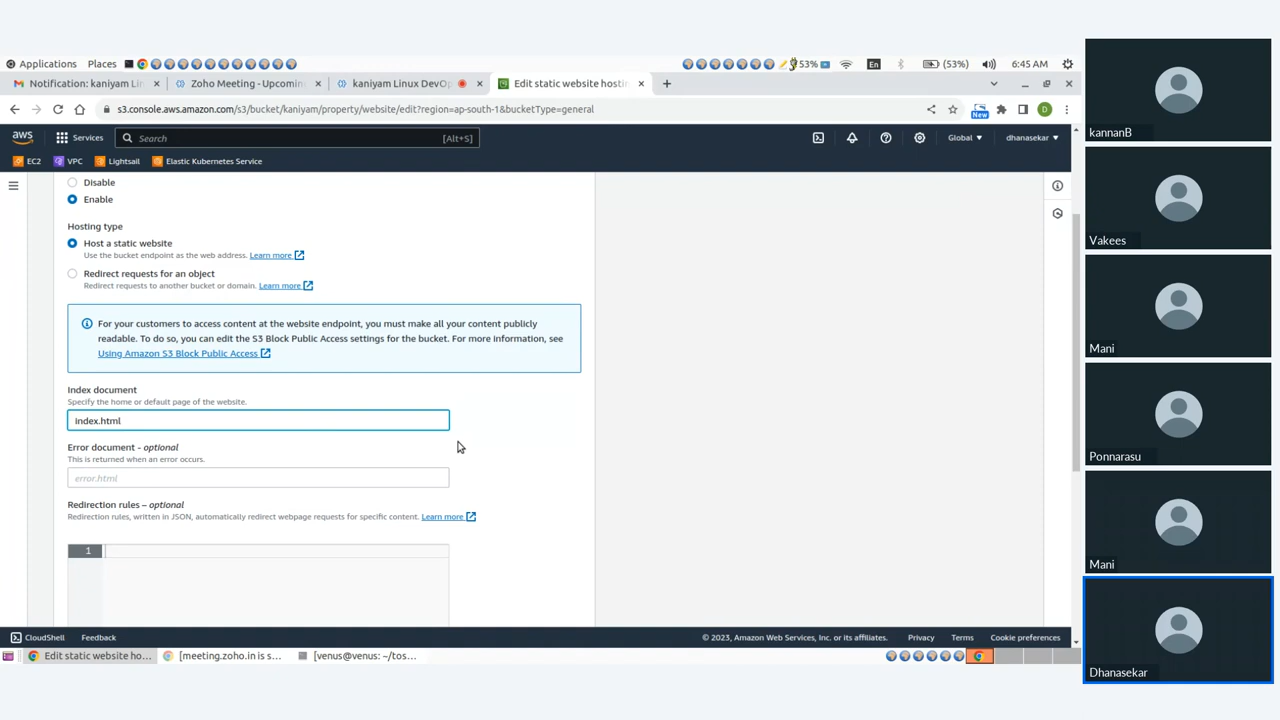 Applications Places 53% En (53%) 6:45 AM
Notification: kaniyam Lin Zoho Meeting - Upcomin kaniyam Linux DevOp Edit static website hostin
s3.console.aws.amazon.com/s3/bucket/kaniyam/property/website/edit?region=ap-south-1&bucketType=general New D
aws Services Search [Alt+S] Global dhanasekar
EC2 VPC Lightsail Elastic Kubernetes Service
Disable
Enable
Hosting type
Host a static website
Use the bucket endpoint as the web address. Learn more
Redirect requests for an object
Redirect requests to another bucket or domain. Learn more
For your customers to access content at the website endpoint, you must make all your content publicly
readable. To do so, you can edit the S3 Block Public Access settings for the bucket. For more information, see
Using Amazon S3 Block Public Access
Index document
Specify the home or default page of the website.
index.html
Error document - optional
This is returned when an error occurs.
error.html
Redirection rules – optional
Redirection rules, written in JSON, automatically redirect webpage requests for specific content. Learn more
1
CloudShell Feedback © 2023, Amazon Web Services, Inc. or its affiliates. Privacy Terms Cookie preferences
Edit static website ho... [meeting.zoho.in is s... [venus@venus: ~/tos...
kannanB
Vakees
Mani
Ponnarasu
Mani
Dhanasekar